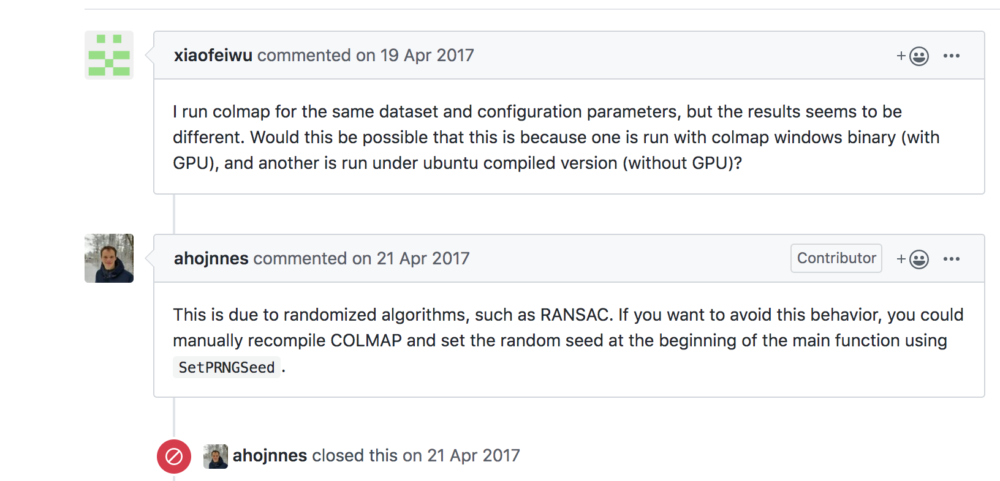 xiaofeiwu commented on 19 Apr 2017
I run colmap for the same dataset and configuration parameters, but the results seems to be
different. Would this be possible that this is because one is run with colmap windows binary (with
GPU), and another is run under ubuntu compiled version (without GPU)?
ahojnnes commented on 21 Apr 2017 Contributor
This is due to randomized algorithms, such as RANSAC. If you want to avoid this behavior, you could
manually recompile COLMAP and set the random seed at the beginning of the main function using
SetPRNGSeed.
ahojnnes closed this on 21 Apr 2017